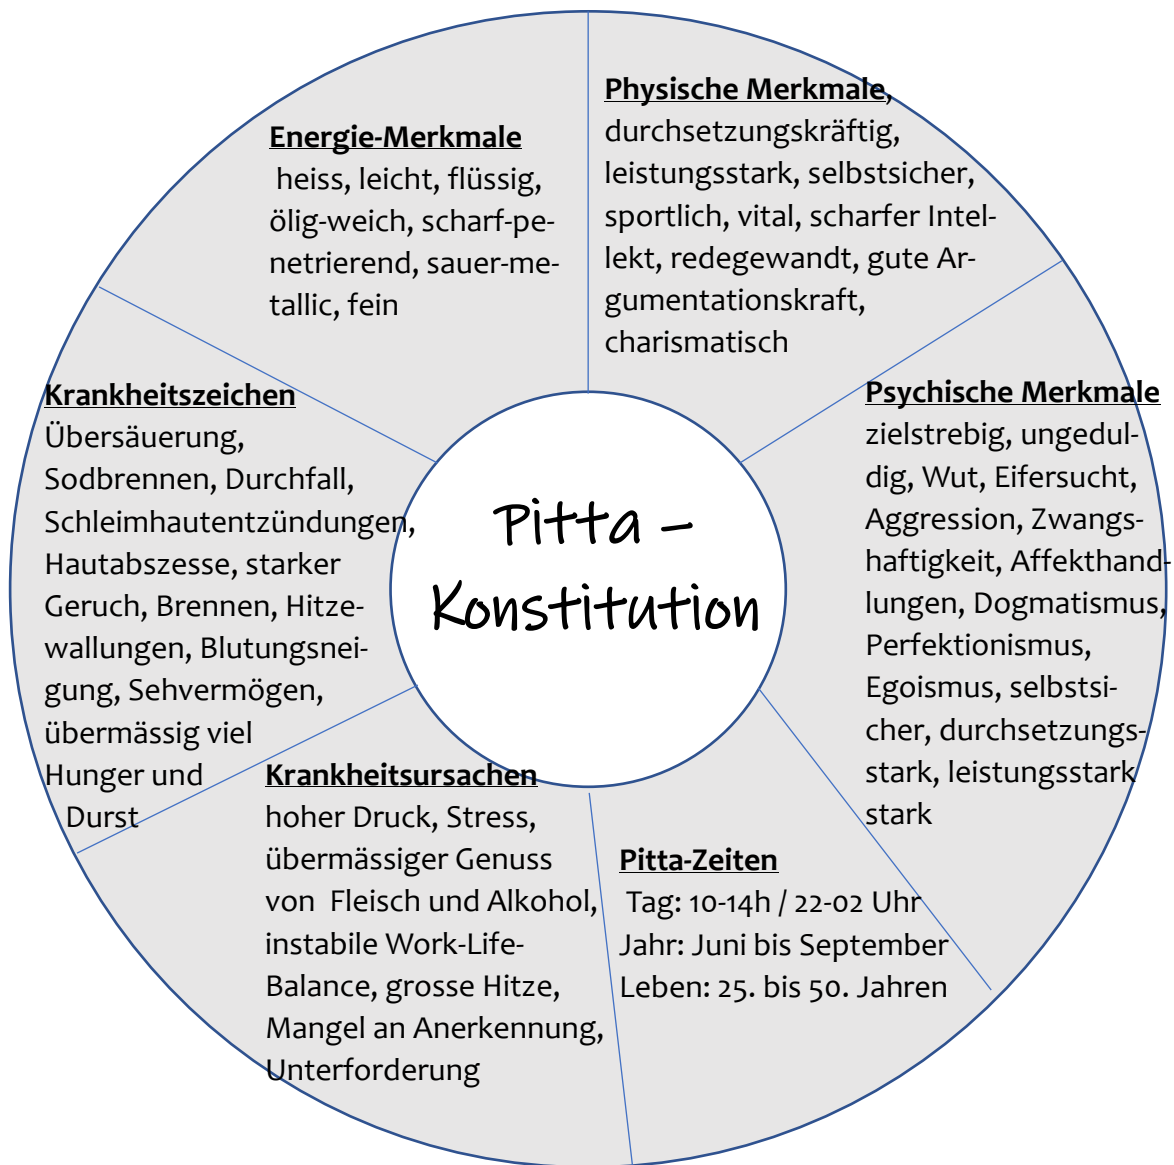 Physische Merkmale,
durchsetzungskräftig,
leistungsstark, selbstsicher,
sportlich, vital, scharfer Intel-
lekt, redegewandt, gute Ar-
gumentationskraft,
charismatisch
Psychische Merkmale
zielstrebig, ungedul-
dig, Wut, Eifersucht,
Aggression, Zwangs-
haftigkeit, Affekthand-
lungen, Dogmatismus,
Perfektionismus,
Egoismus, selbstsi-
cher, durchsetzungs-
stark, leistungsstark
stark
Pitta-Zeiten
Tag: 10-14h / 22-02 Uhr
Jahr: Juni bis September
Leben: 25. bis 50. Jahren
Krankheitsursachen
hoher Druck, Stress,
übermässiger Genuss
von Fleisch und Alkohol,
instabile Work-Life-
Balance, grosse Hitze,
Mangel an Anerkennung,
Unterforderung
Krankheitszeichen
Übersäuerung,
Sodbrennen, Durchfall,
Schleimhautentzündungen,
Hautabszesse, starker
Geruch, Brennen, Hitze-
wallungen, Blutungsnei-
gung, Sehvermögen,
übermässig viel
Hunger und
Durst
Energie-Merkmale
heiss, leicht, flüssig,
ölig-weich, scharf-pe-
netrierend, sauer-me-
tallic, fein
Pitta –
Konstitution